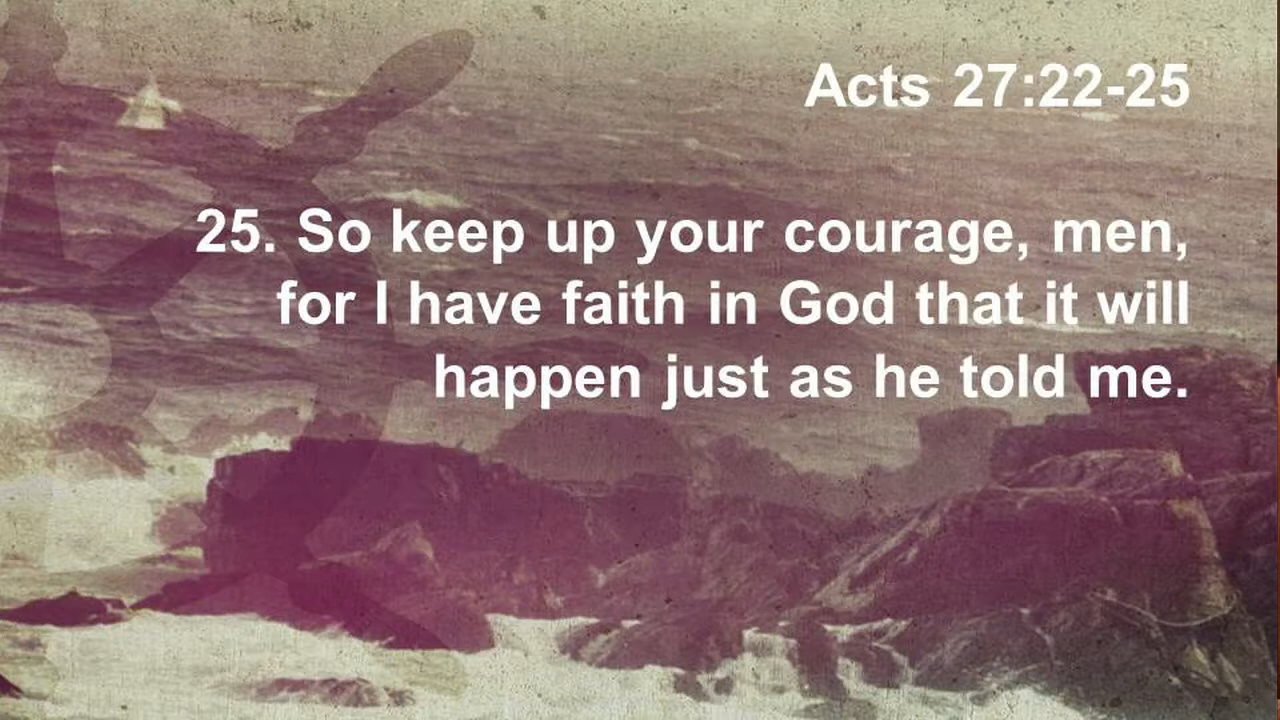 Acts 27:22-25
25. So keep up your courage, men,
for I have faith in God that it will
happen just as he told me.